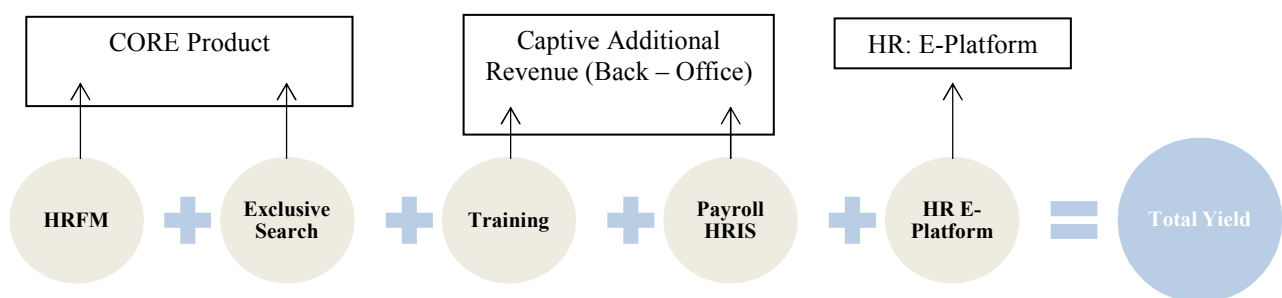 CORE Product
Captive Additional
Revenue (Back – Office)
HR: E-Platform
HRFM
Exclusive
Search
Training
Payroll
HRIS
HR E-
Platform
Total Yield